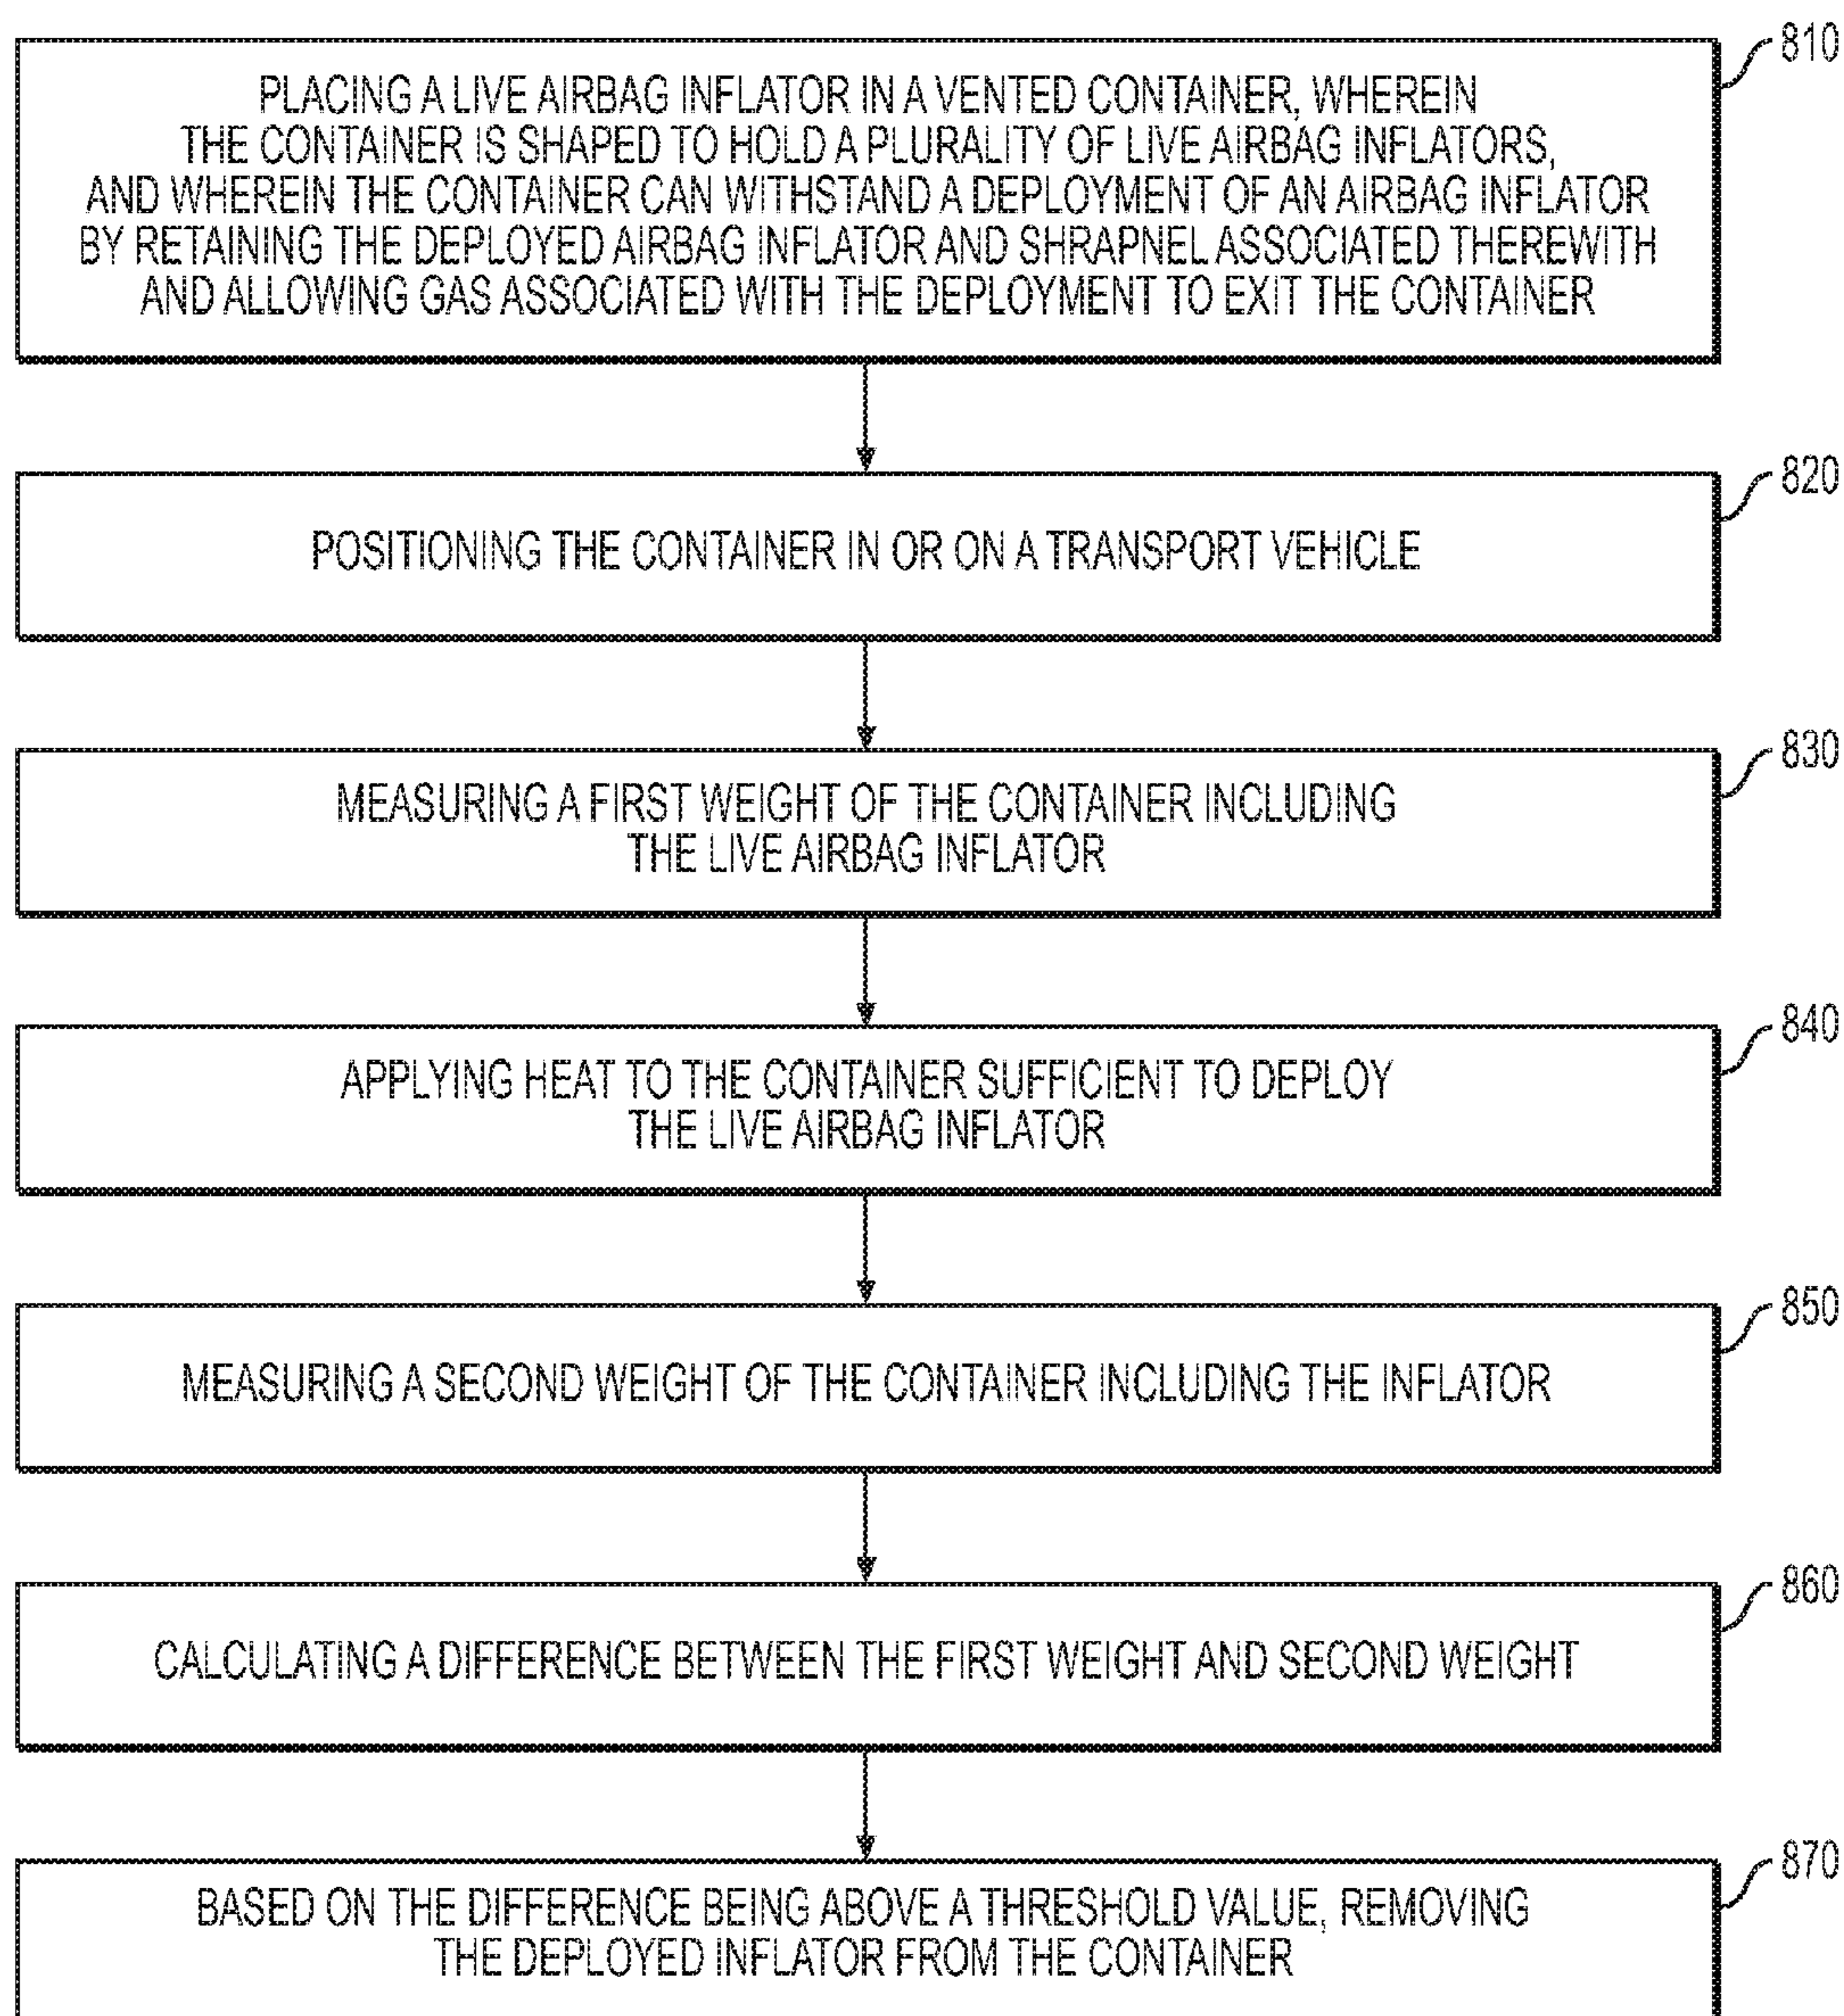 810
PLACING A LIVE AIRBAG INFLATOR IN A VENTED CONTAINER, WHEREIN
THE CONTAINER IS SHAPED TO HOLD A PLURALITY OF LIVE AIRBAG INFLATORS,
AND WHEREIN THE CONTAINER CAN WITHSTAND A DEPLOYMENT OF AN AIRBAG INFLATOR
BY RETAINING THE DEPLOYED AIRBAG INFLATOR AND SHRAPNEL ASSOCIATED THEREWITH
AND ALLOWING GAS ASSOCIATED WITH THE DEPLOYMENT TO EXIT THE CONTAINER
820
POSITIONING THE CONTAINER IN OR ON A TRANSPORT VEHICLE
830
MEASURING A FIRST WEIGHT OF THE CONTAINER INCLUDING
THE LIVE AIRBAG INFLATOR
840
APPLYING HEAT TO THE CONTAINER SUFFICIENT TO DEPLOY
THE LIVE AIRBAG INFLATOR
850
MEASURING A SECOND WEIGHT OF THE CONTAINER INCLUDING THE INFLATOR
860
CALCULATING A DIFFERENCE BETWEEN THE FIRST WEIGHT AND SECOND WEIGHT
870
BASED ON THE DIFFERENCE BEING ABOVE A THRESHOLD VALUE, REMOVING
THE DEPLOYED INFLATOR FROM THE CONTAINER